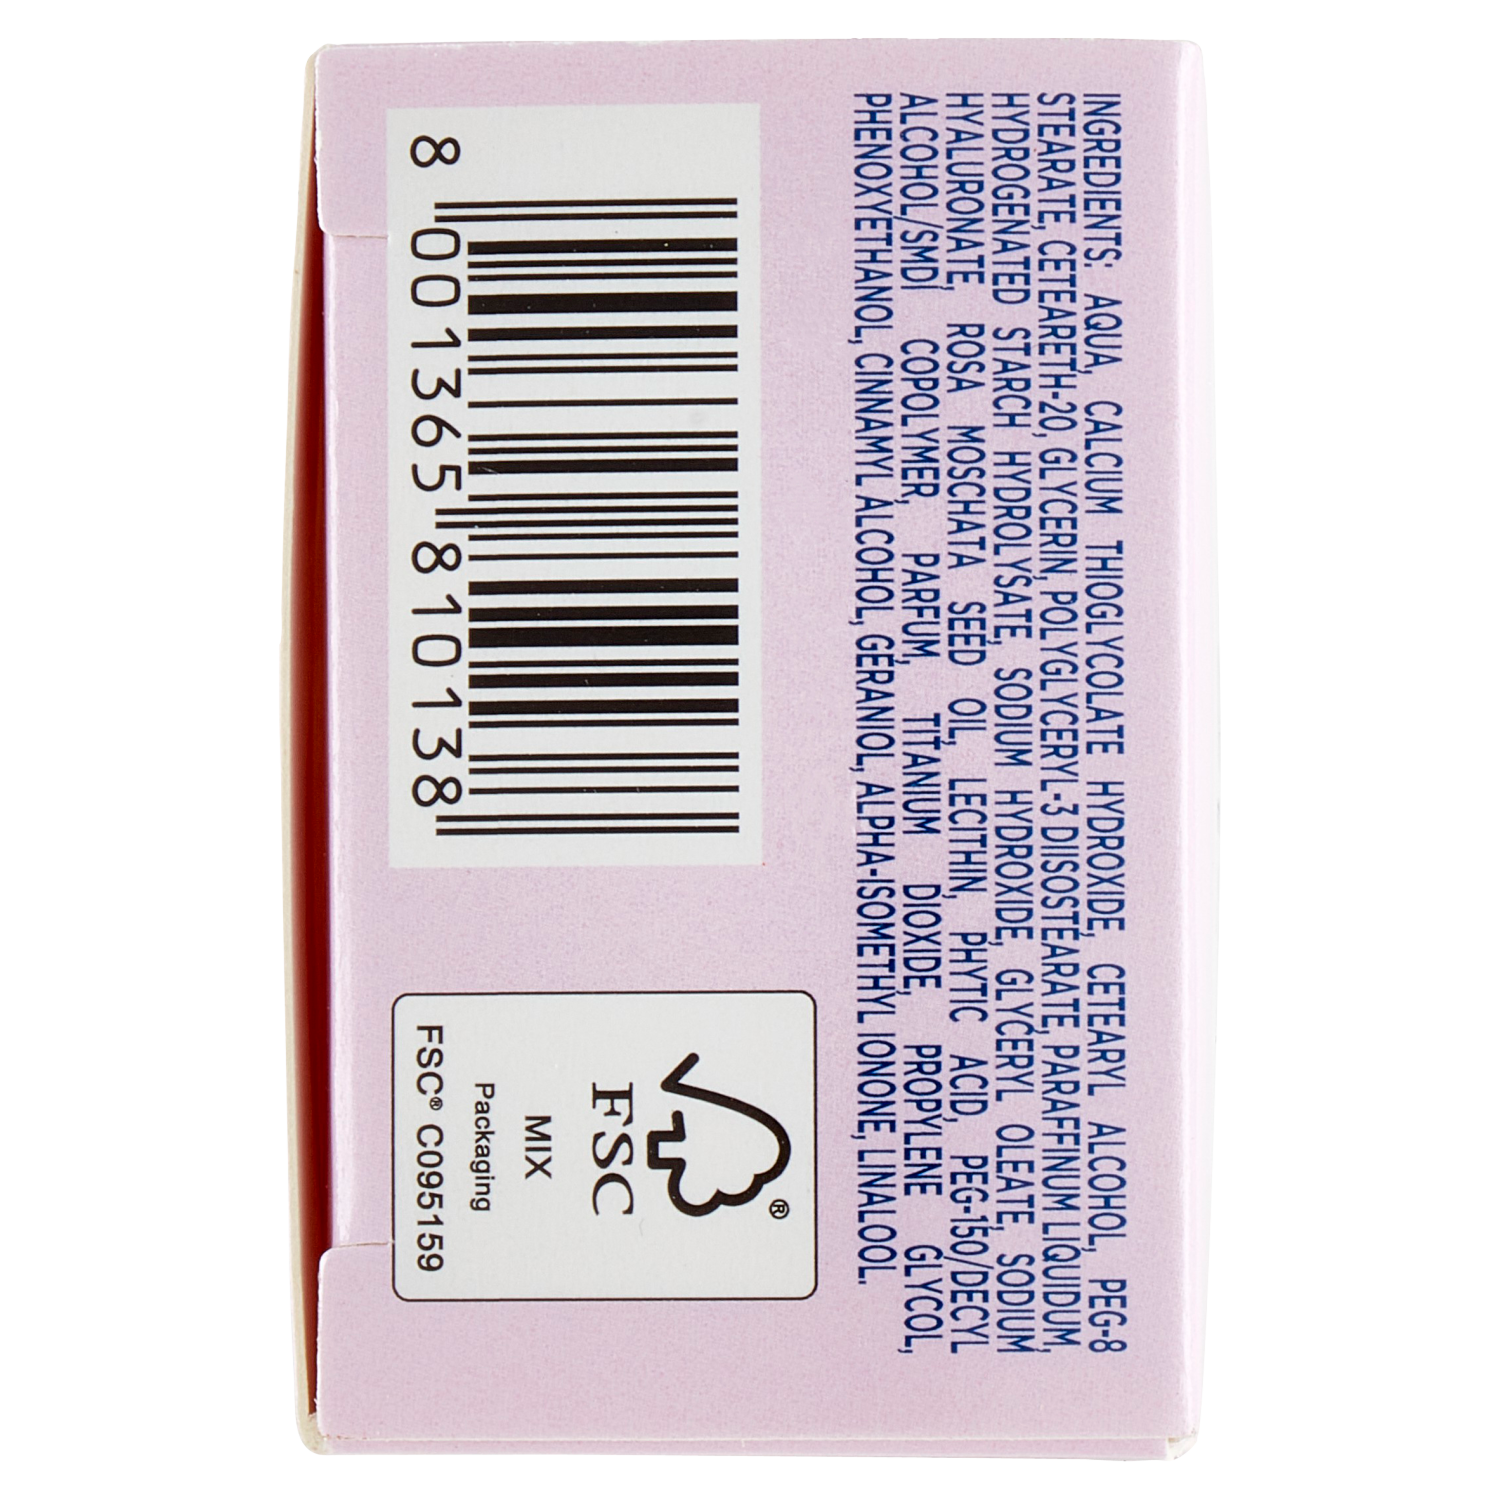 INGREDIENTS: AQUA, CALCIUM THIOGLYCOLATE HYDROXIDE, CETEARYL ALCOHOL, PEG-8
STEARATE, CETEARETH-20, GLYCERIN, POLYGLYCERYL-3 DIISOSTEARATE, PARAFFINUM LIQUIDUM,
HYDROGENATED STARCH HYDROLYSATE, SODIUM HYDROXIDE, GLYCERYL OLEATE, SODIUM
HYALURONATE, ROSA MOSCHATA SEED OIL, LECITHIN, PHYTIC ACID, PEG-150/DECYL
ALCOHOL/SMDI COPOLYMER, PARFUM, TITANIUM DIOXIDE, PROPYLENE GLYCOL,
PHENOXYETHANOL, CINNAMYL ALCOHOL, GERANIOL, ALPHA-ISOMETHYL IONONE, LINALOOL.
8 001365 810138
®
FSC
MIX
Packaging
FSC® C095159